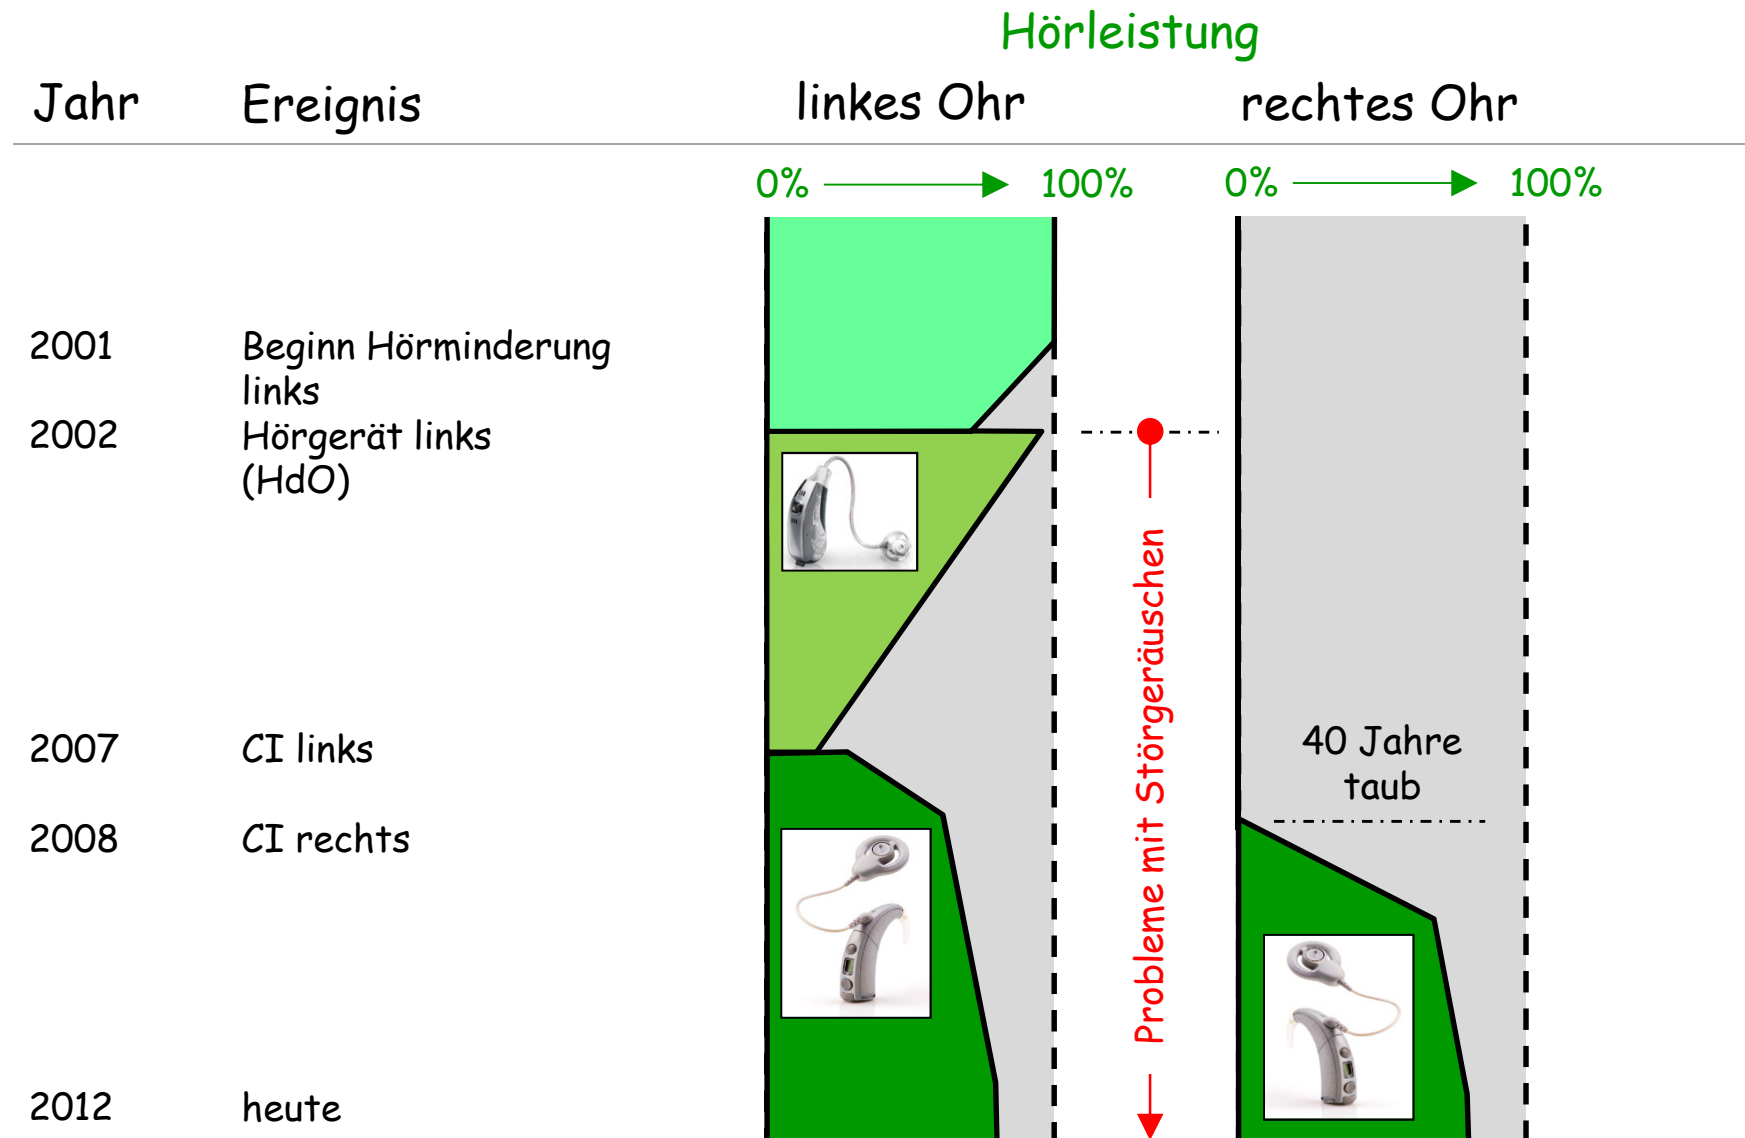 Hörleistung
Jahr Ereignis linkes Ohr rechtes Ohr
0% 100% 0% 100%
2001 Beginn Hörminderung
links
2002 Hörgerät links
(HdO)
Probleme mit Störgeräuschen
2007 CI links
40 Jahre
taub
2008 CI rechts
2012 heute